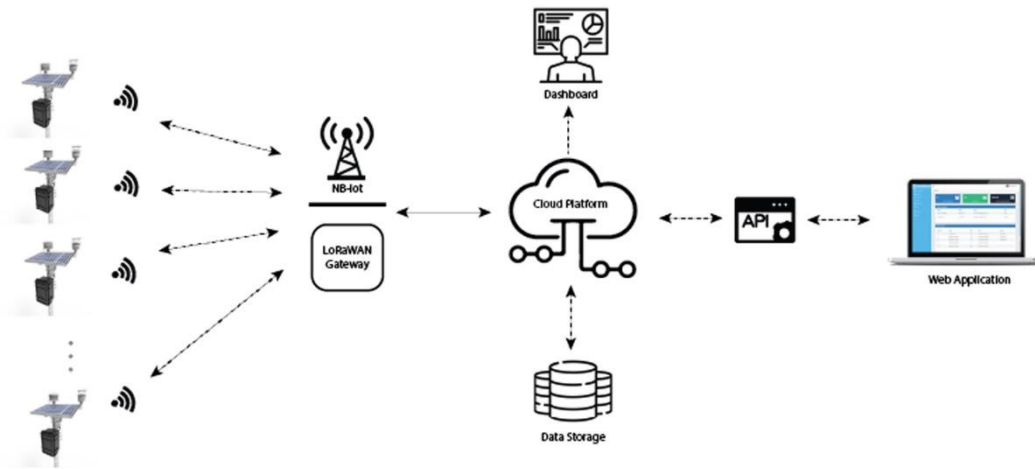 Dashboard
NB-Iot
Cloud Platform
API
LoRaWAN
Gateway
Web Application
Data Storage